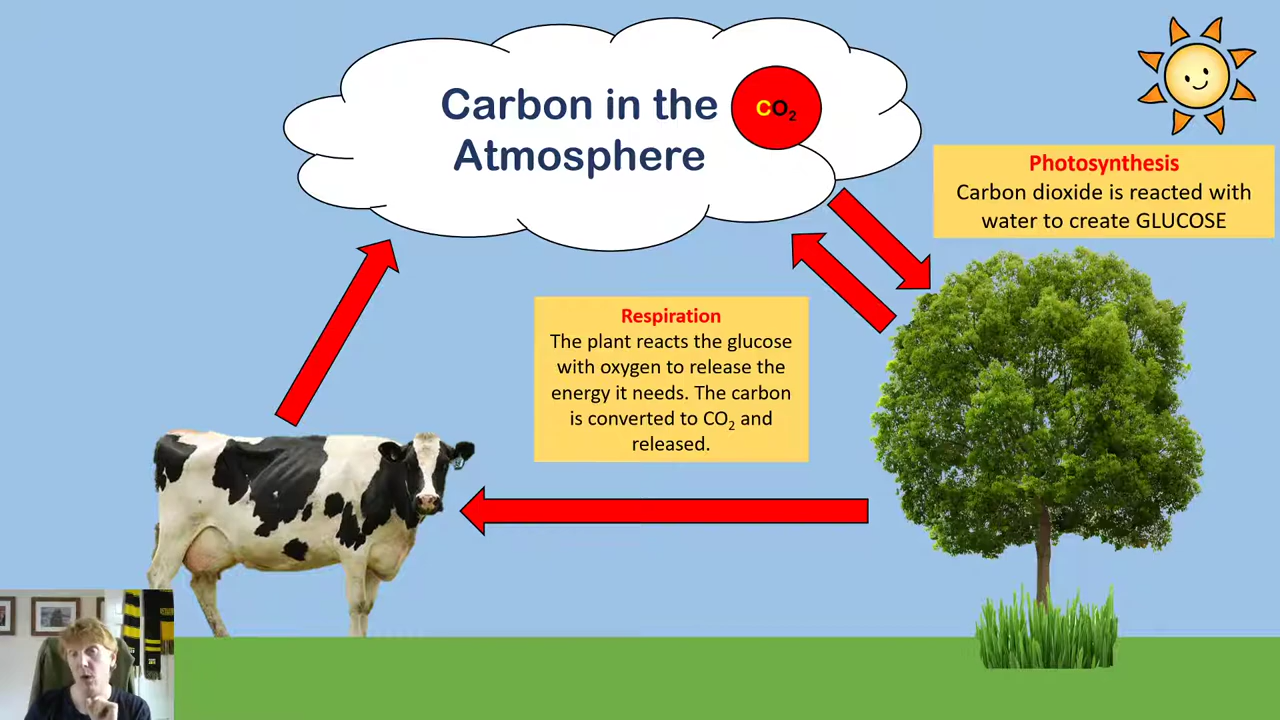 Carbon in the
Atmosphere
CO₂
Photosynthesis
Carbon dioxide is reacted with
water to create GLUCOSE
Respiration
The plant reacts the glucose
with oxygen to release the
energy it needs. The carbon
is converted to CO₂ and
released.